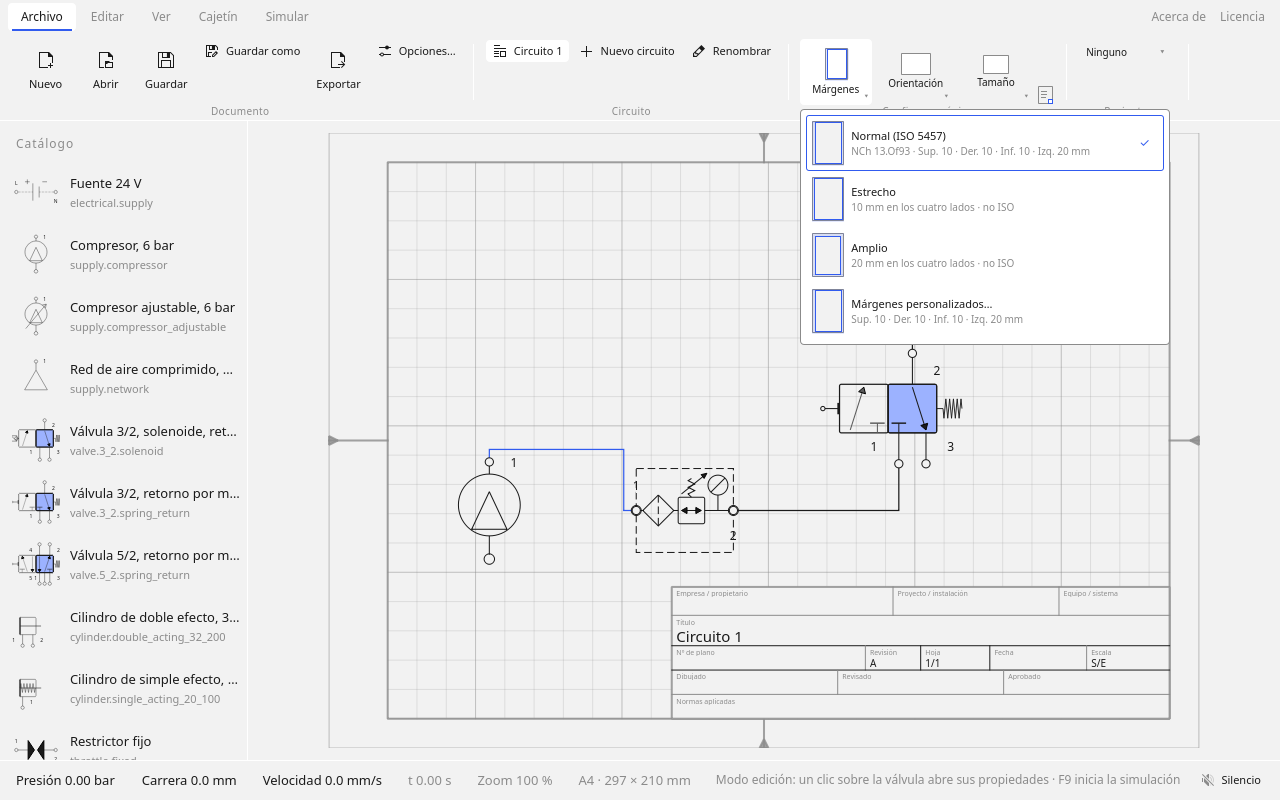 Archivo Editar Ver Cajetín Simular Acerca de Licencia
Guardar como Opciones... Circuito 1 Nuevo circuito Renombrar Ninguno
Nuevo Abrir Guardar Exportar Márgenes Orientación Tamaño
Documento Circuito
Catálogo
Fuente 24 V
electrical.supply
Compresor, 6 bar
supply.compressor
Compresor ajustable, 6 bar
supply.compressor_adjustable
Red de aire comprimido, ...
supply.network
Válvula 3/2, solenoide, ret...
valve.3_2.solenoid
Válvula 3/2, retorno por m...
valve.3_2.spring_return
Válvula 5/2, retorno por m...
valve.5_2.spring_return
Cilindro de doble efecto, 3...
cylinder.double_acting_32_200
Cilindro de simple efecto, ...
cylinder.single_acting_20_100
Restrictor fijo
Normal (ISO 5457)
NCh 13.Of93 · Sup. 10 · Der. 10 · Inf. 10 · Izq. 20 mm
Estrecho
10 mm en los cuatro lados · no ISO
Amplio
20 mm en los cuatro lados · no ISO
Márgenes personalizados...
Sup. 10 · Der. 10 · Inf. 10 · Izq. 20 mm
2
1 3
1
1
2
Empresa / propietario Proyecto / instalación Equipo / sistema
Título
Circuito 1
Nº de plano Revisión Hoja Fecha Escala
A 1/1 S/E
Dibujado Revisado Aprobado
Normas aplicadas
Presión 0.00 bar Carrera 0.0 mm Velocidad 0.0 mm/s t 0.00 s Zoom 100 % A4 · 297 × 210 mm Modo edición: un clic sobre la válvula abre sus propiedades · F9 inicia la simulación Silencio